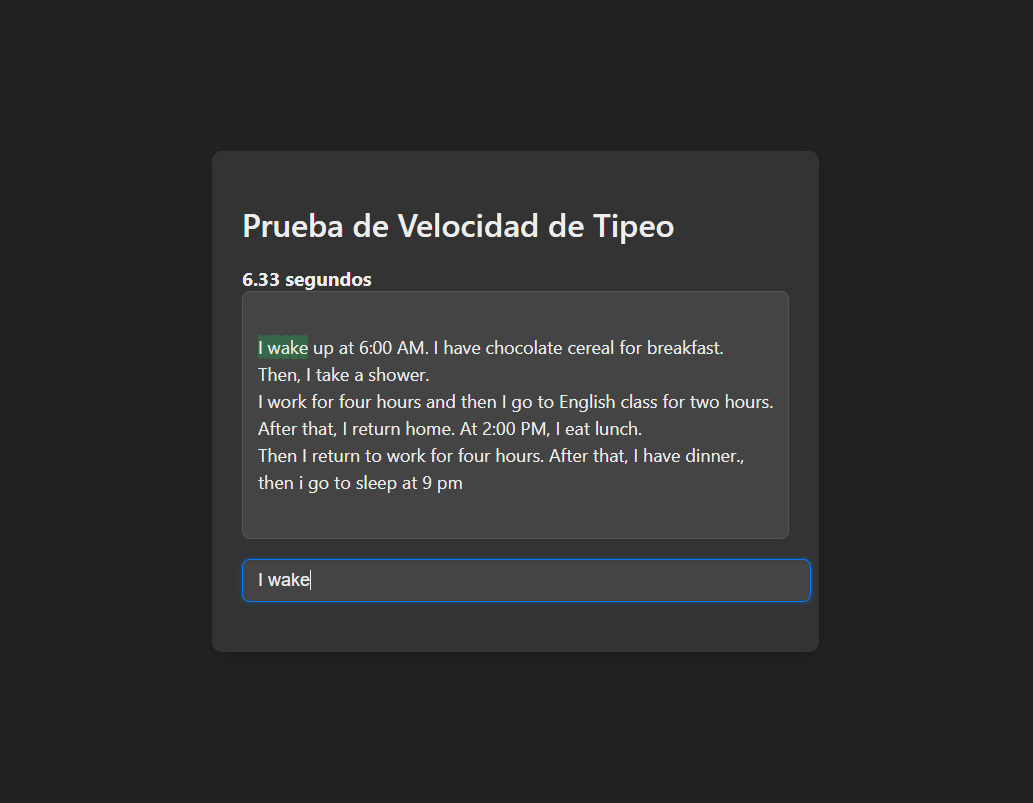 Prueba de Velocidad de Tipeo
6.33 segundos
I wake up at 6:00 AM. I have chocolate cereal for breakfast.
Then, I take a shower.
I work for four hours and then I go to English class for two hours.
After that, I return home. At 2:00 PM, I eat lunch.
Then I return to work for four hours. After that, I have dinner.,
then i go to sleep at 9 pm
I wake